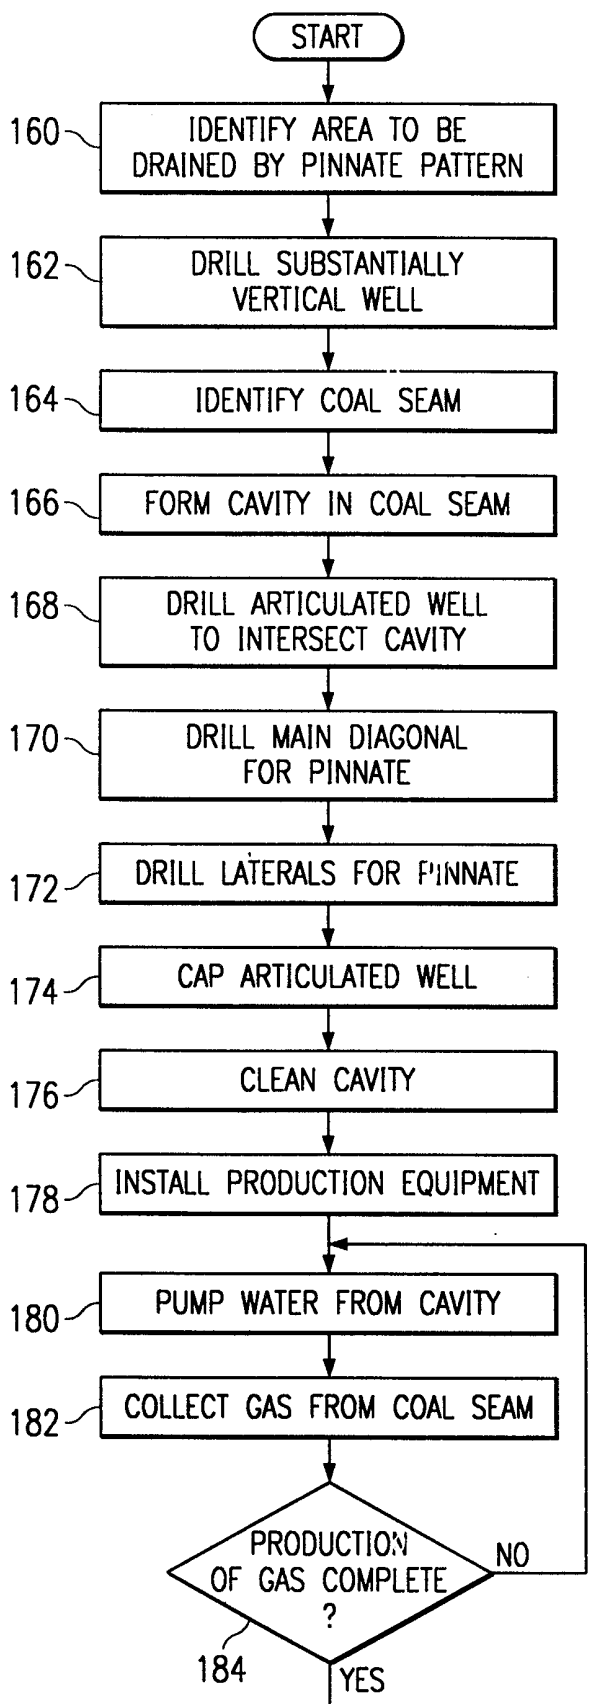 START
160
IDENTIFY AREA TO BE
DRAINED BY PINNATE PATTERN
162
DRILL SUBSTANTIALLY
VERTICAL WELL
164
IDENTIFY COAL SEAM
166
FORM CAVITY IN COAL SEAM
168
DRILL ARTICULATED WELL
TO INTERSECT CAVITY
170
DRILL MAIN DIAGONAL
FOR PINNATE
172
DRILL LATERALS FOR PINNATE
174
CAP ARTICULATED WELL
176
CLEAN CAVITY
178
INSTALL PRODUCTION EQUIPMENT
180
PUMP WATER FROM CAVITY
182
COLLECT GAS FROM COAL SEAM
PRODUCTION
OF GAS COMPLETE
?
NO
184
YES